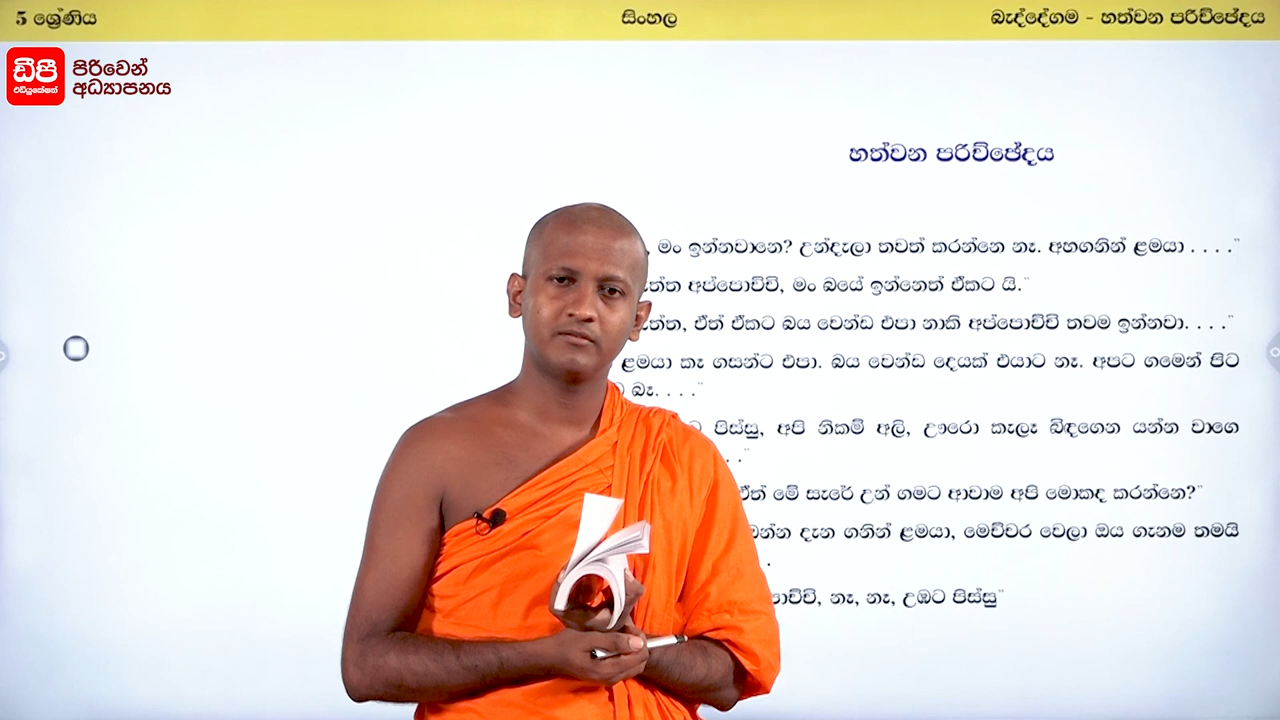 5 ශ්‍රේණිය
සිංහල
බැද්දේගම - හත්වන පරිච්ඡේදය
ඩීපී
එඩියුකේෂන්
පිරිවෙන්
අධ්‍යාපනය
හත්වන පරිච්ඡේදය
, මං ඉන්නවානෙ? උන්දැලා තවත් කරන්නෙ නෑ. අහගනින් ළමයා . . . ."
අප්පොච්චි, මං බයේ ඉන්නෙත් ඒකට යි."
ඒත් ඒකට බය වෙන්ඩ එපා නාකි අප්පොච්චි තවම ඉන්නවා. . . ."
ළමයා කෑ ගසන්ට එපා. බය වෙන්ඩ දෙයක් එයාට නෑ. අපට ගමෙන් පිට
බෑ. . . ."
පිස්සු, අපි නිකම් අලි, ඌරො කැලෑ බිඳගෙන යන්න වාගෙ
. ."
ඒත් මේ සැරේ උන් ගමට ආවාම අපි මොකද කරන්නෙ?"
දැන ගනින් ළමයා, මෙච්චර වෙලා ඔය ගැනම තමයි
.
නෑ, නෑ, උඹට පිස්සු"